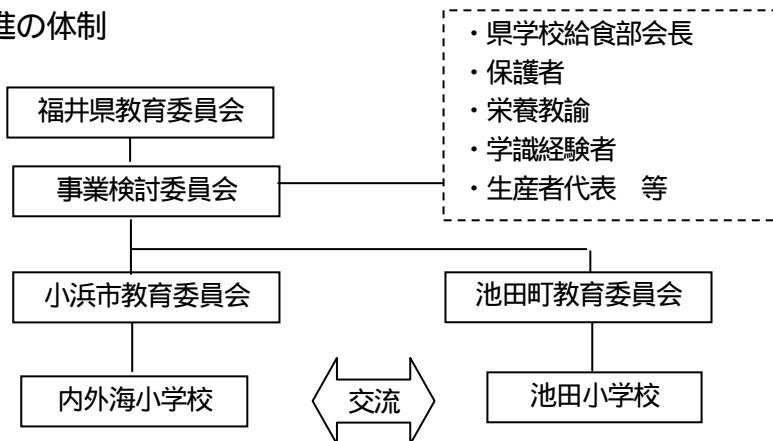 進の体制
・県学校給食部会長
・保護者
・栄養教諭
・学識経験者
・生産者代表　等
福井県教育委員会
事業検討委員会
小浜市教育委員会
池田町教育委員会
内外海小学校
交流
池田小学校